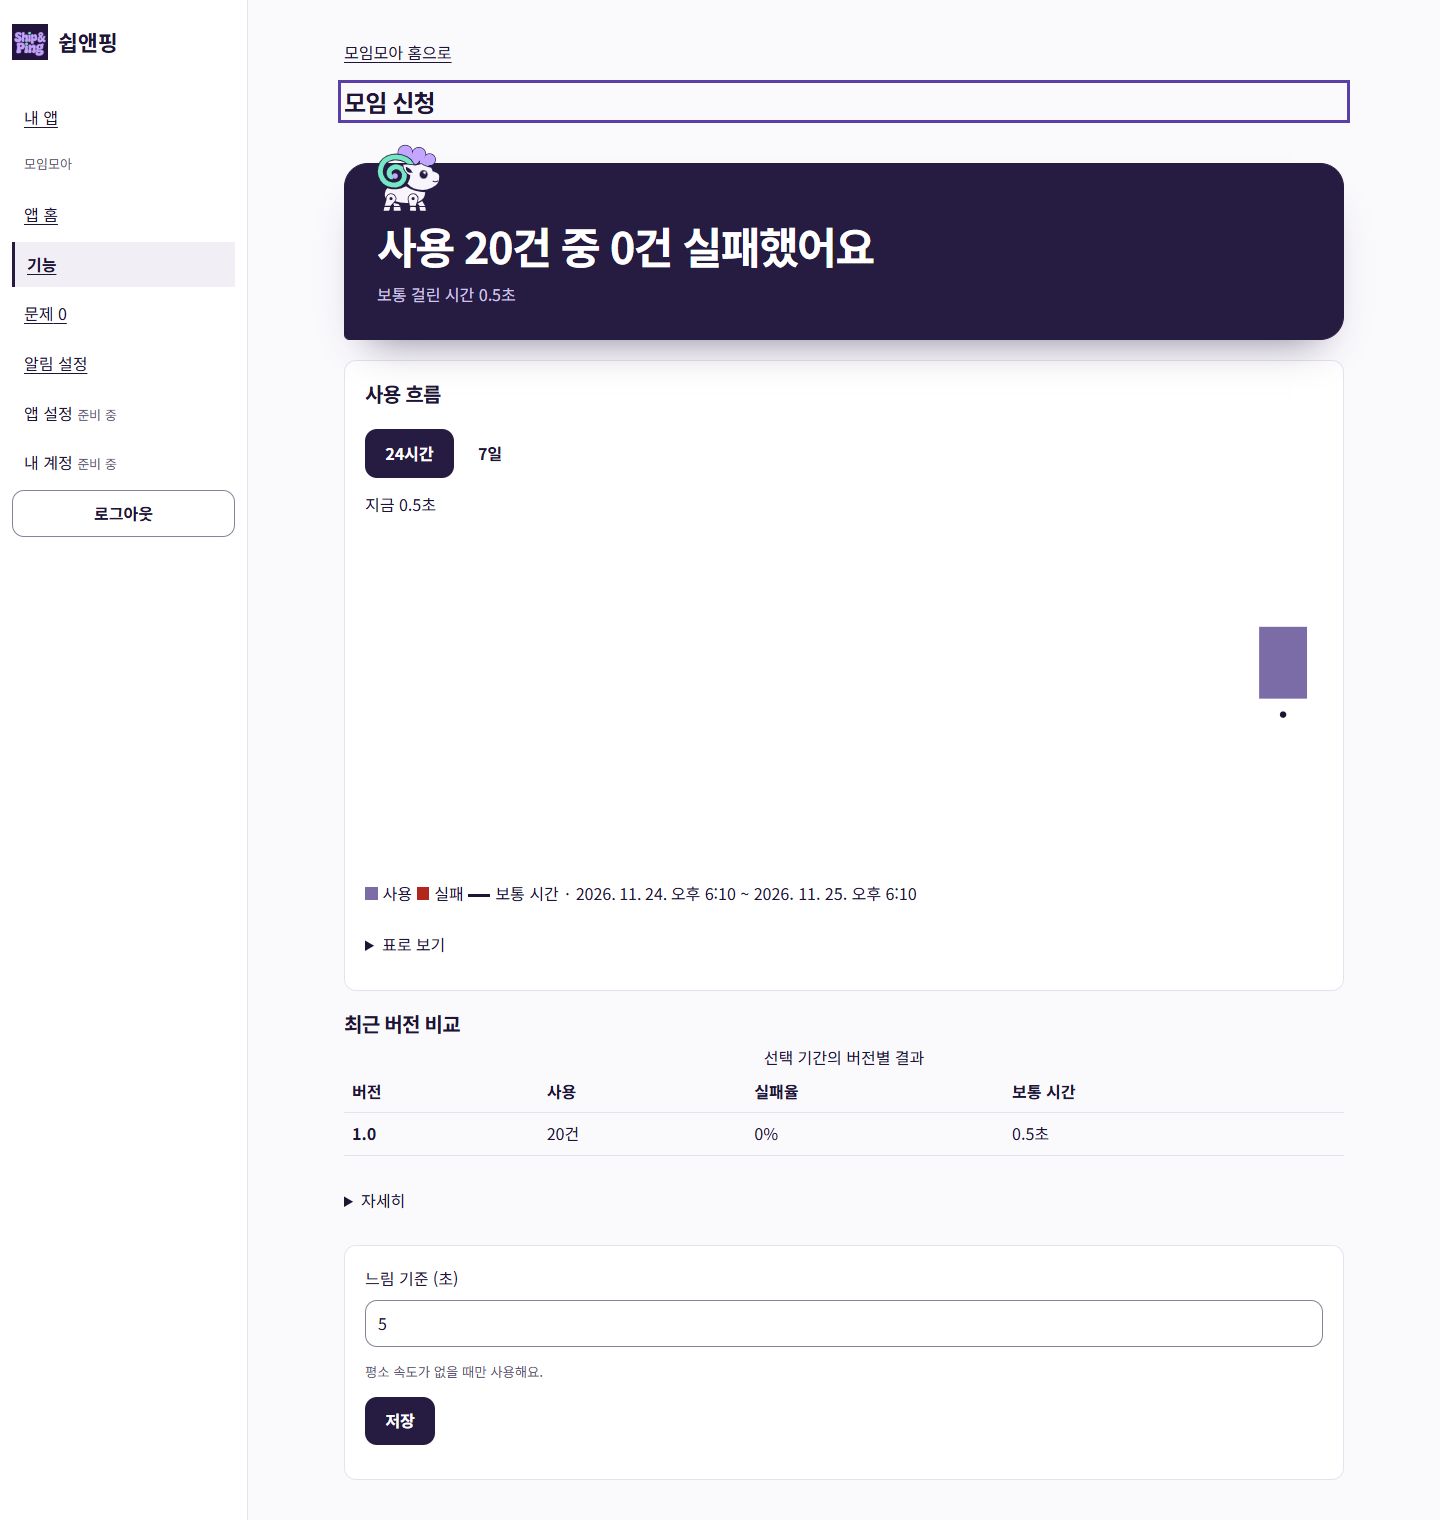 Ship&
Ping
쉽앤핑
내 앱
모임모아
앱 홈
기능
문제 0
알림 설정
앱 설정 준비 중
내 계정 준비 중
로그아웃
모임모아 홈으로
모임 신청
사용 20건 중 0건 실패했어요
보통 걸린 시간 0.5초
사용 흐름
24시간 7일
지금 0.5초
사용 실패 보통 시간 · 2026. 11. 24. 오후 6:10 ~ 2026. 11. 25. 오후 6:10
표로 보기
최근 버전 비교
선택 기간의 버전별 결과
버전 사용 실패율 보통 시간
1.0 20건 0% 0.5초
자세히
느림 기준 (초)
5
평소 속도가 없을 때만 사용해요.
저장